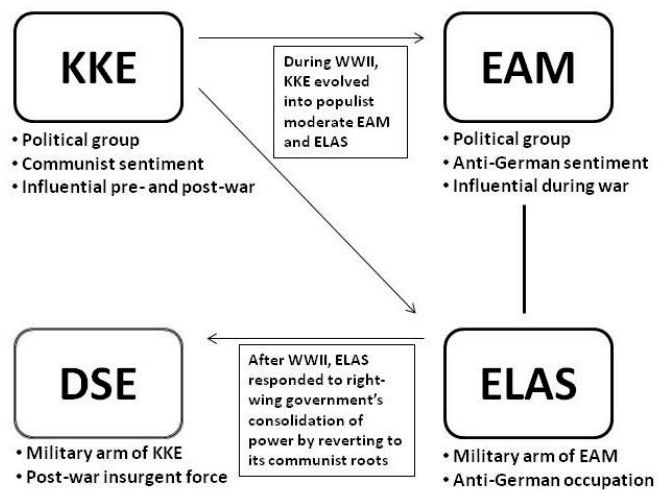 KKE
• Political group
• Communist sentiment
• Influential pre- and post-war
During WWII,
KKE evolved
into populist
moderate EAM
and ELAS
EAM
• Political group
• Anti-German sentiment
• Influential during war
DSE
• Military arm of KKE
• Post-war insurgent force
After WWII, ELAS
responded to right-
wing government’s
consolidation of
power by reverting to
its communist roots
ELAS
• Military arm of EAM
• Anti-German occupation